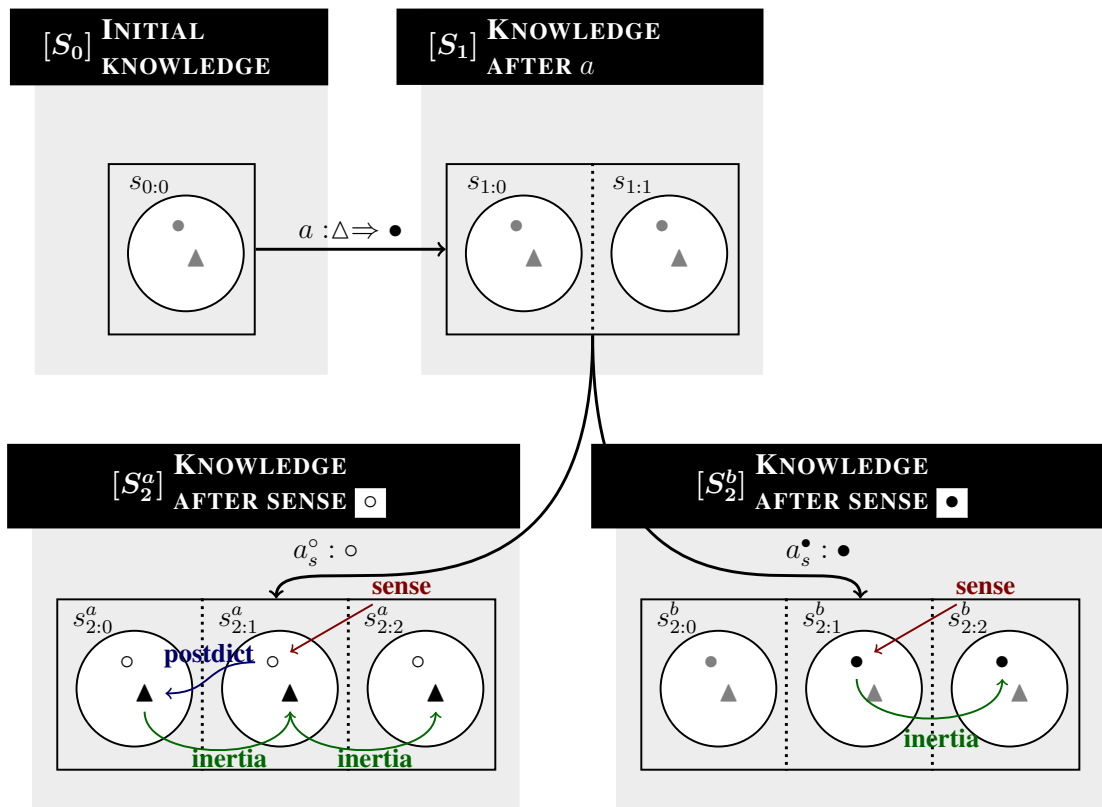 [S₀] INITIAL
KNOWLEDGE
[S₁] KNOWLEDGE
AFTER a
s₀:₀
a : △ ⇒ ●
s₁:₀
s₁:₁
[S₂ᵃ] KNOWLEDGE
AFTER SENSE ○
[S₂ᵇ] KNOWLEDGE
AFTER SENSE ●
aₛ° : ○
aₛ• : ●
sense
s₂:₀ᵃ
s₂:₁ᵃ
s₂:₂ᵃ
postdict
inertia
inertia
sense
s₂:₀ᵇ
s₂:₁ᵇ
s₂:₂ᵇ
inertia